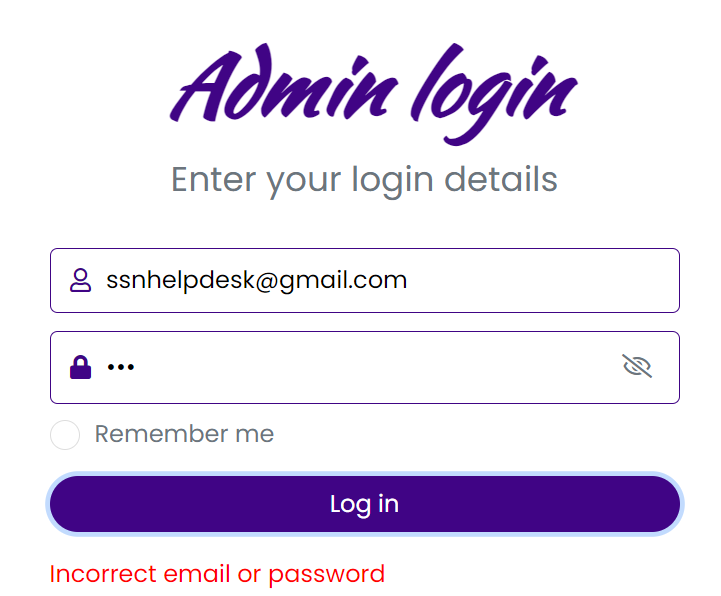 Admin login
Enter your login details
ssnhelpdesk@gmail.com
•••
Remember me
Log in
Incorrect email or password